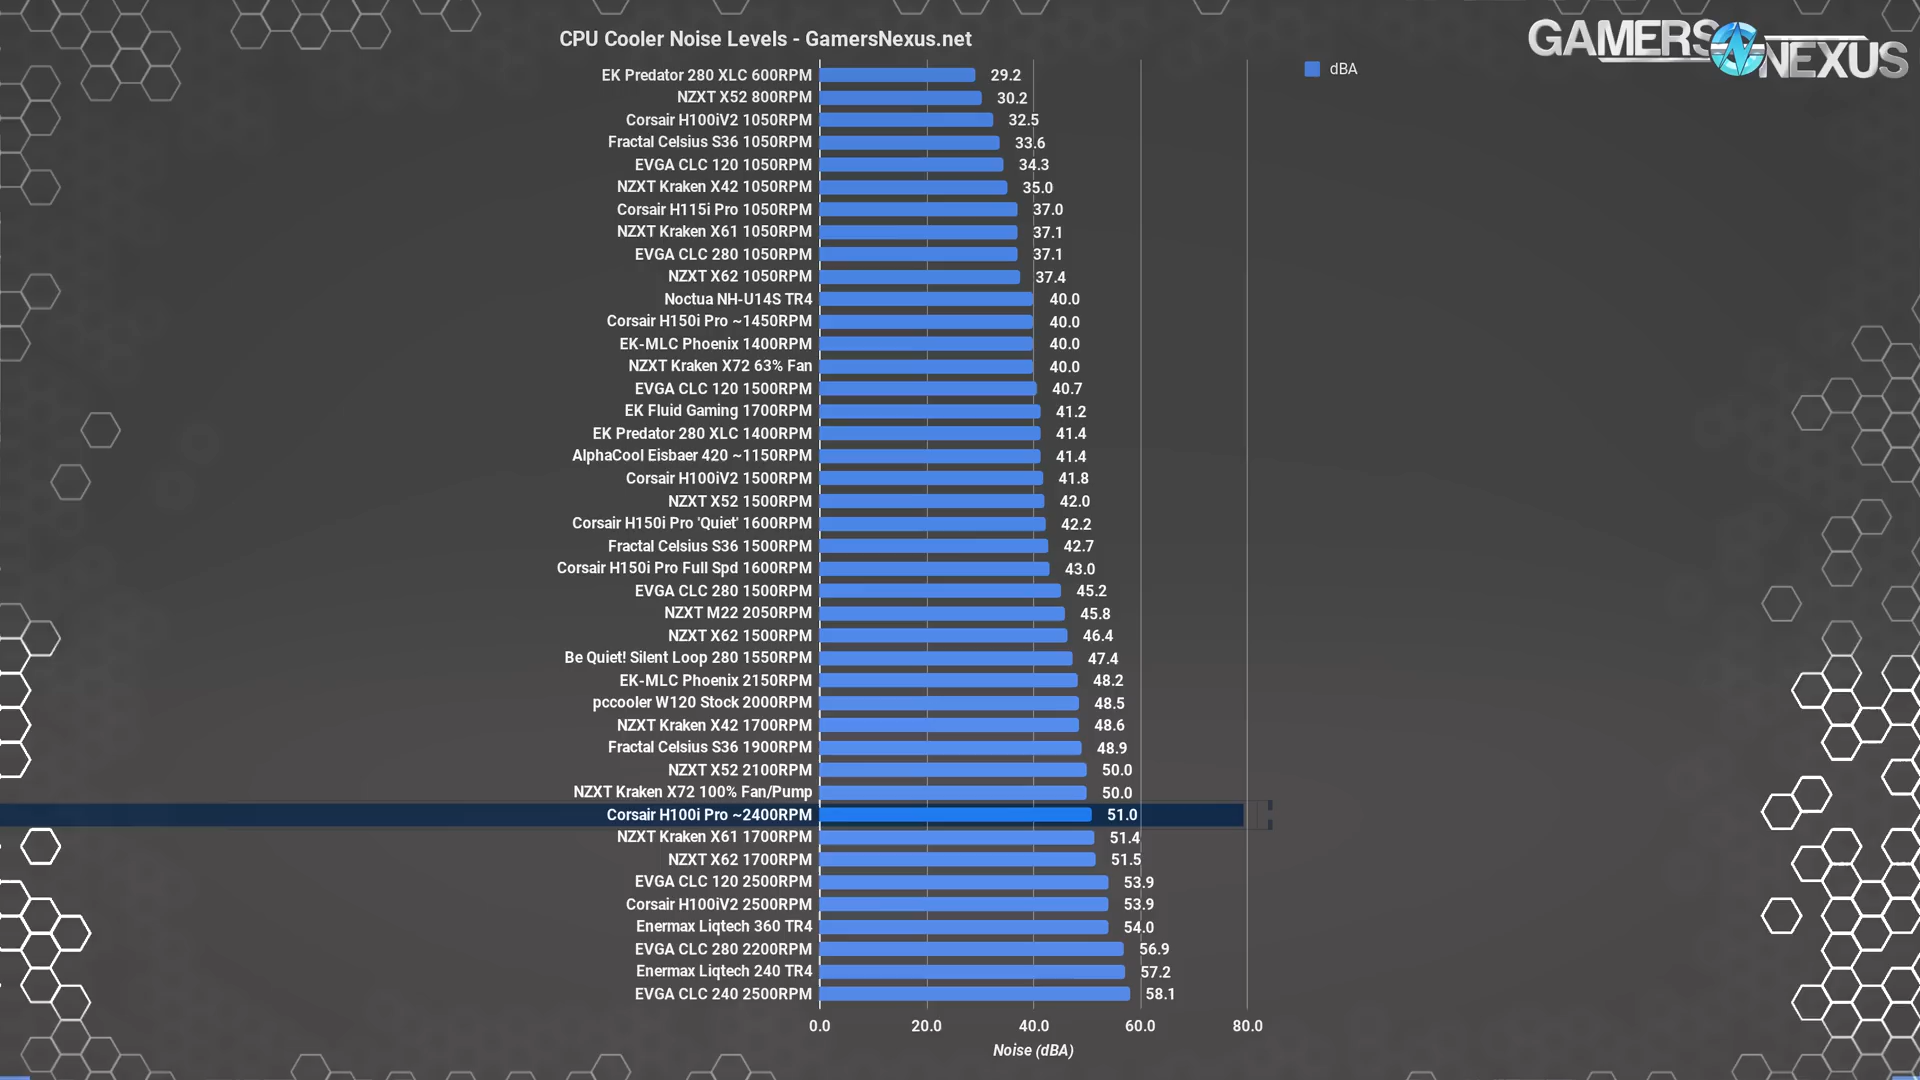 CPU Cooler Noise Levels - GamersNexus.net
GAMERS NEXUS
dBA
EK Predator 280 XLC 600RPM 29.2
NZXT X52 800RPM 30.2
Corsair H100iV2 1050RPM 32.5
Fractal Celsius S36 1050RPM 33.6
EVGA CLC 120 1050RPM 34.3
NZXT Kraken X42 1050RPM 35.0
Corsair H115i Pro 1050RPM 37.0
NZXT Kraken X61 1050RPM 37.1
EVGA CLC 280 1050RPM 37.1
NZXT X62 1050RPM 37.4
Noctua NH-U14S TR4 40.0
Corsair H150i Pro ~1450RPM 40.0
EK-MLC Phoenix 1400RPM 40.0
NZXT Kraken X72 63% Fan 40.0
EVGA CLC 120 1500RPM 40.7
EK Fluid Gaming 1700RPM 41.2
EK Predator 280 XLC 1400RPM 41.4
AlphaCool Eisbaer 420 ~1150RPM 41.4
Corsair H100iV2 1500RPM 41.8
NZXT X52 1500RPM 42.0
Corsair H150i Pro 'Quiet' 1600RPM 42.2
Fractal Celsius S36 1500RPM 42.7
Corsair H150i Pro Full Spd 1600RPM 43.0
EVGA CLC 280 1500RPM 45.2
NZXT M22 2050RPM 45.8
NZXT X62 1500RPM 46.4
Be Quiet! Silent Loop 280 1550RPM 47.4
EK-MLC Phoenix 2150RPM 48.2
pccooler W120 Stock 2000RPM 48.5
NZXT Kraken X42 1700RPM 48.6
Fractal Celsius S36 1900RPM 48.9
NZXT X52 2100RPM 50.0
NZXT Kraken X72 100% Fan/Pump 50.0
Corsair H100i Pro ~2400RPM 51.0
NZXT Kraken X61 1700RPM 51.4
NZXT X62 1700RPM 51.5
EVGA CLC 120 2500RPM 53.9
Corsair H100iV2 2500RPM 53.9
Enermax Liqtech 360 TR4 54.0
EVGA CLC 280 2200RPM 56.9
Enermax Liqtech 240 TR4 57.2
EVGA CLC 240 2500RPM 58.1
0.0 20.0 40.0 60.0 80.0
Noise (dBA)